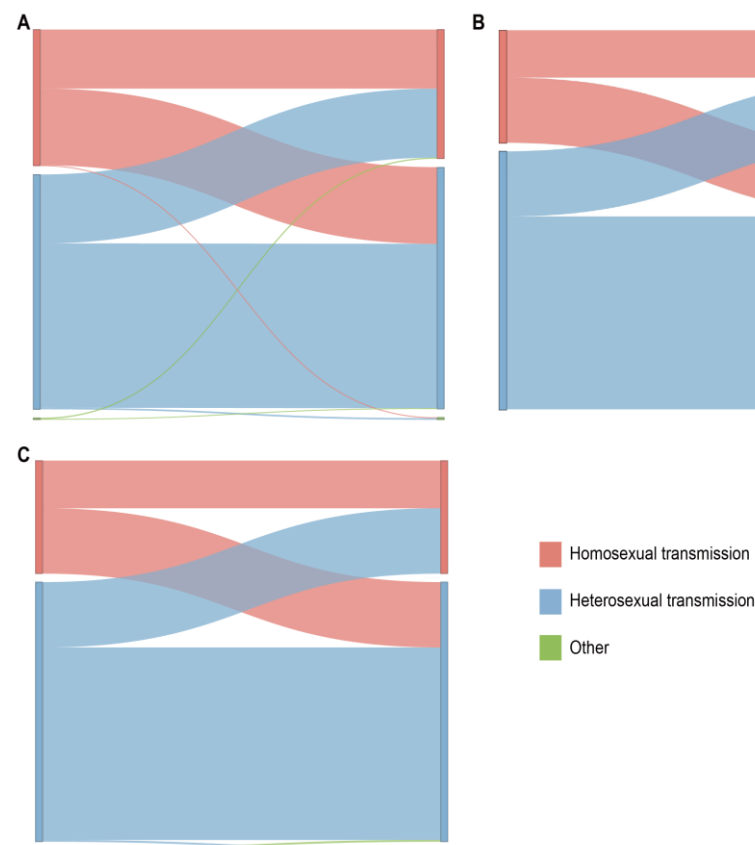 A
B
C
Homosexual transmission
Heterosexual transmission
Other